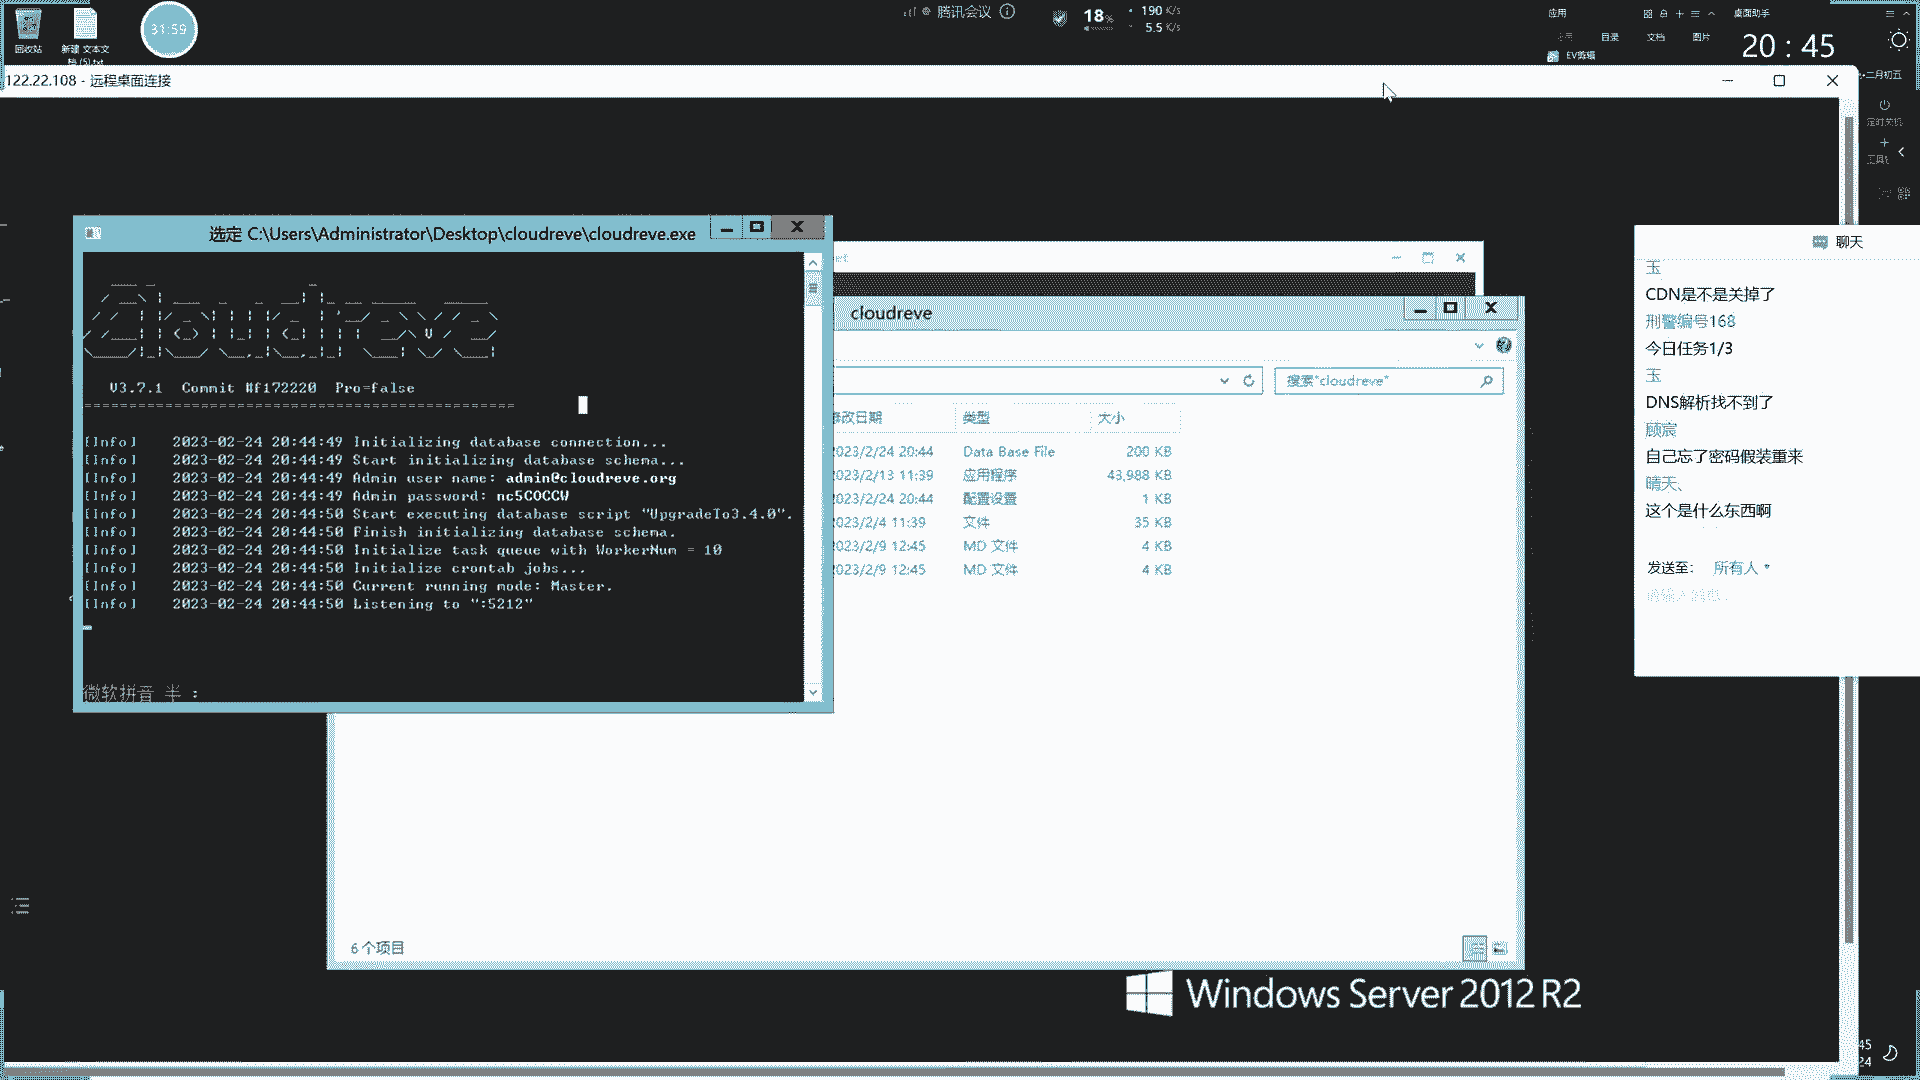 腾讯会议
18%
190 K/s
5.5 K/s
31:59
回收站
新建 文本文
档 (5).txt
应用
桌面助手
目录
文档
图片
EV剪辑
20 : 45
二月初五
定时关机
122.22.108 - 远程桌面连接
选定 C:\Users\Administrator\Desktop\cloudreve\cloudreve.exe
Cloudreve
V3.7.1 Commit #f172220 Pro=false
================================================
[Info] 2023-02-24 20:44:49 Initializing database connection...
[Info] 2023-02-24 20:44:49 Start initializing database schema...
[Info] 2023-02-24 20:44:49 Admin user name: admin@cloudreve.org
[Info] 2023-02-24 20:44:49 Admin password: nc5COCCW
[Info] 2023-02-24 20:44:50 Start executing database script "UpgradeTo3.4.0".
[Info] 2023-02-24 20:44:50 Finish initializing database schema.
[Info] 2023-02-24 20:44:50 Initialize task queue with WorkerNum = 10
[Info] 2023-02-24 20:44:50 Initialize crontab jobs...
[Info] 2023-02-24 20:44:50 Current running mode: Master.
[Info] 2023-02-24 20:44:50 Listening to ":5212"
微软拼音 半 :
cloudreve
搜索"cloudreve"
修改日期 类型 大小
2023/2/24 20:44 Data Base File 200 KB
2023/2/13 11:39 应用程序 43,988 KB
2023/2/24 20:44 配置设置 1 KB
2023/2/4 11:39 文件 35 KB
2023/2/9 12:45 MD 文件 4 KB
2023/2/9 12:45 MD 文件 4 KB
6 个项目
聊天
玉
CDN是不是关掉了
刑警编号168
今日任务1/3
玉
DNS解析找不到了
顾宸
自己忘了密码假装重来
晴天、
这个是什么东西啊
发送至: 所有人
Windows Server 2012 R2
45
24